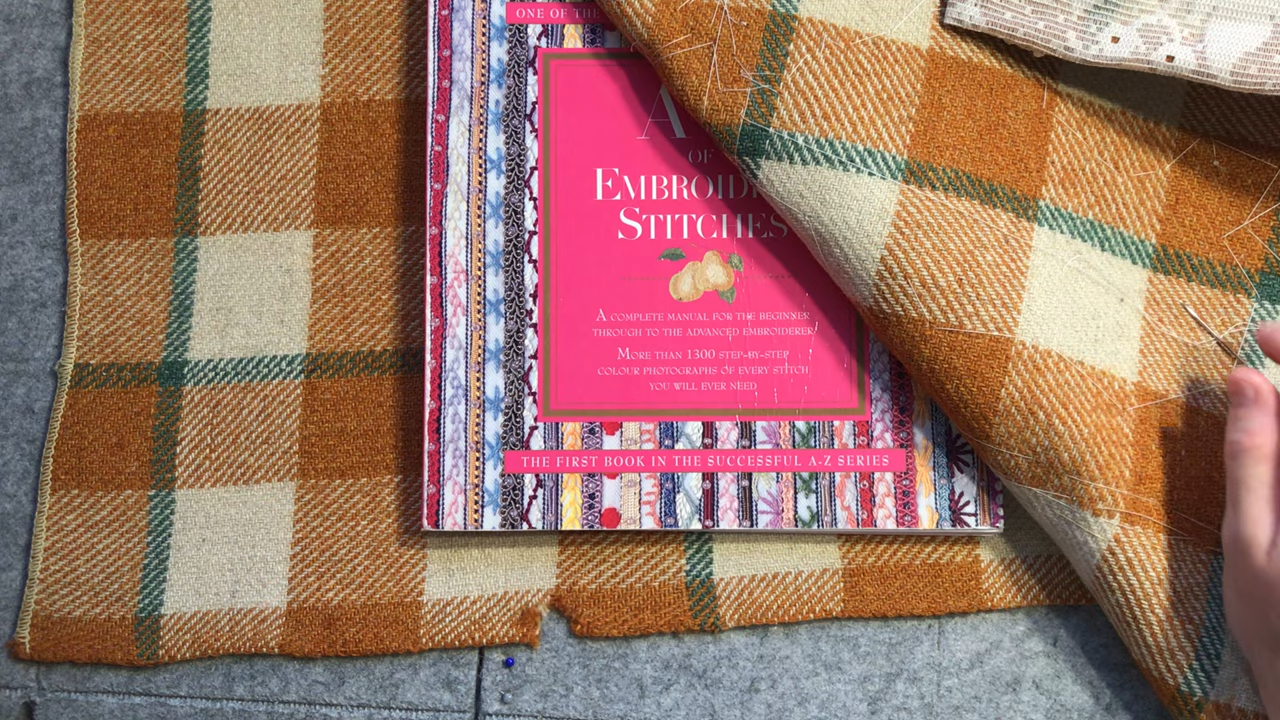 ONE OF THE
A
OF
EMBROID
STITCHES
A COMPLETE MANUAL FOR THE BEGINNER
THROUGH TO THE ADVANCED EMBROIDERER
MORE THAN 1300 STEP-BY-STEP
COLOUR PHOTOGRAPHS OF EVERY STITCH
YOU WILL EVER NEED
THE FIRST BOOK IN THE SUCCESSFUL A-Z SERIES